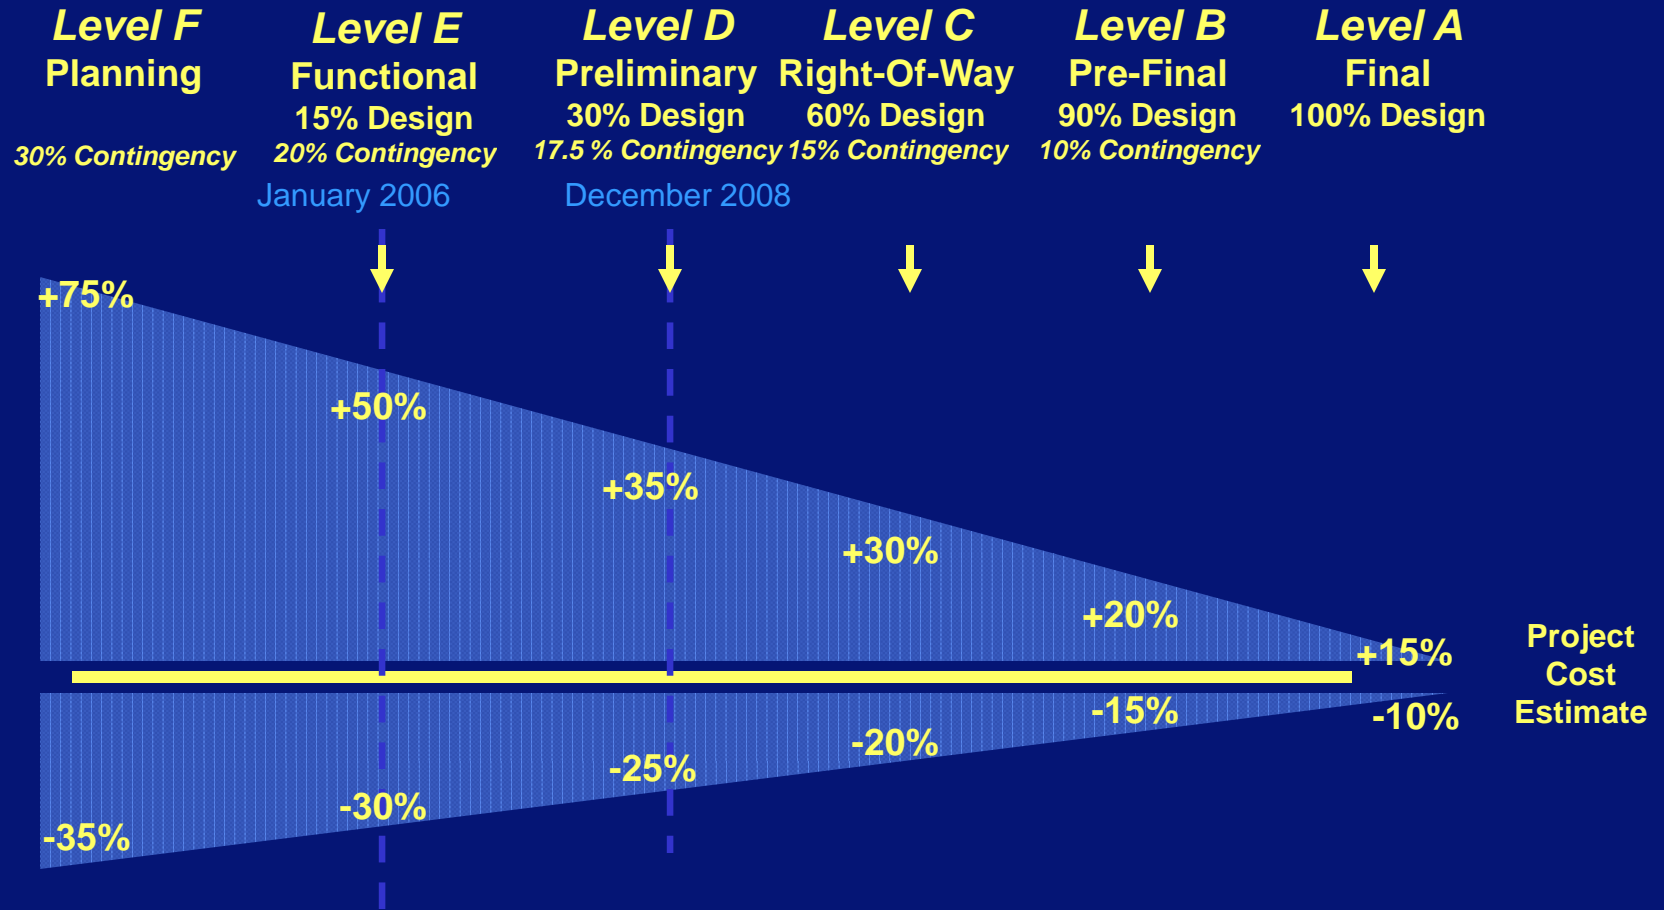 Level F
Planning
30% Contingency
Level E
Functional
15% Design
20% Contingency
January 2006
Level D
Preliminary
30% Design
17.5 % Contingency
December 2008
Level C
Right-Of-Way
60% Design
15% Contingency
Level B
Pre-Final
90% Design
10% Contingency
Level A
Final
100% Design
+75%
+50%
+35%
+30%
+20%
+15%
Project
Cost
Estimate
-35%
-30%
-25%
-20%
-15%
-10%